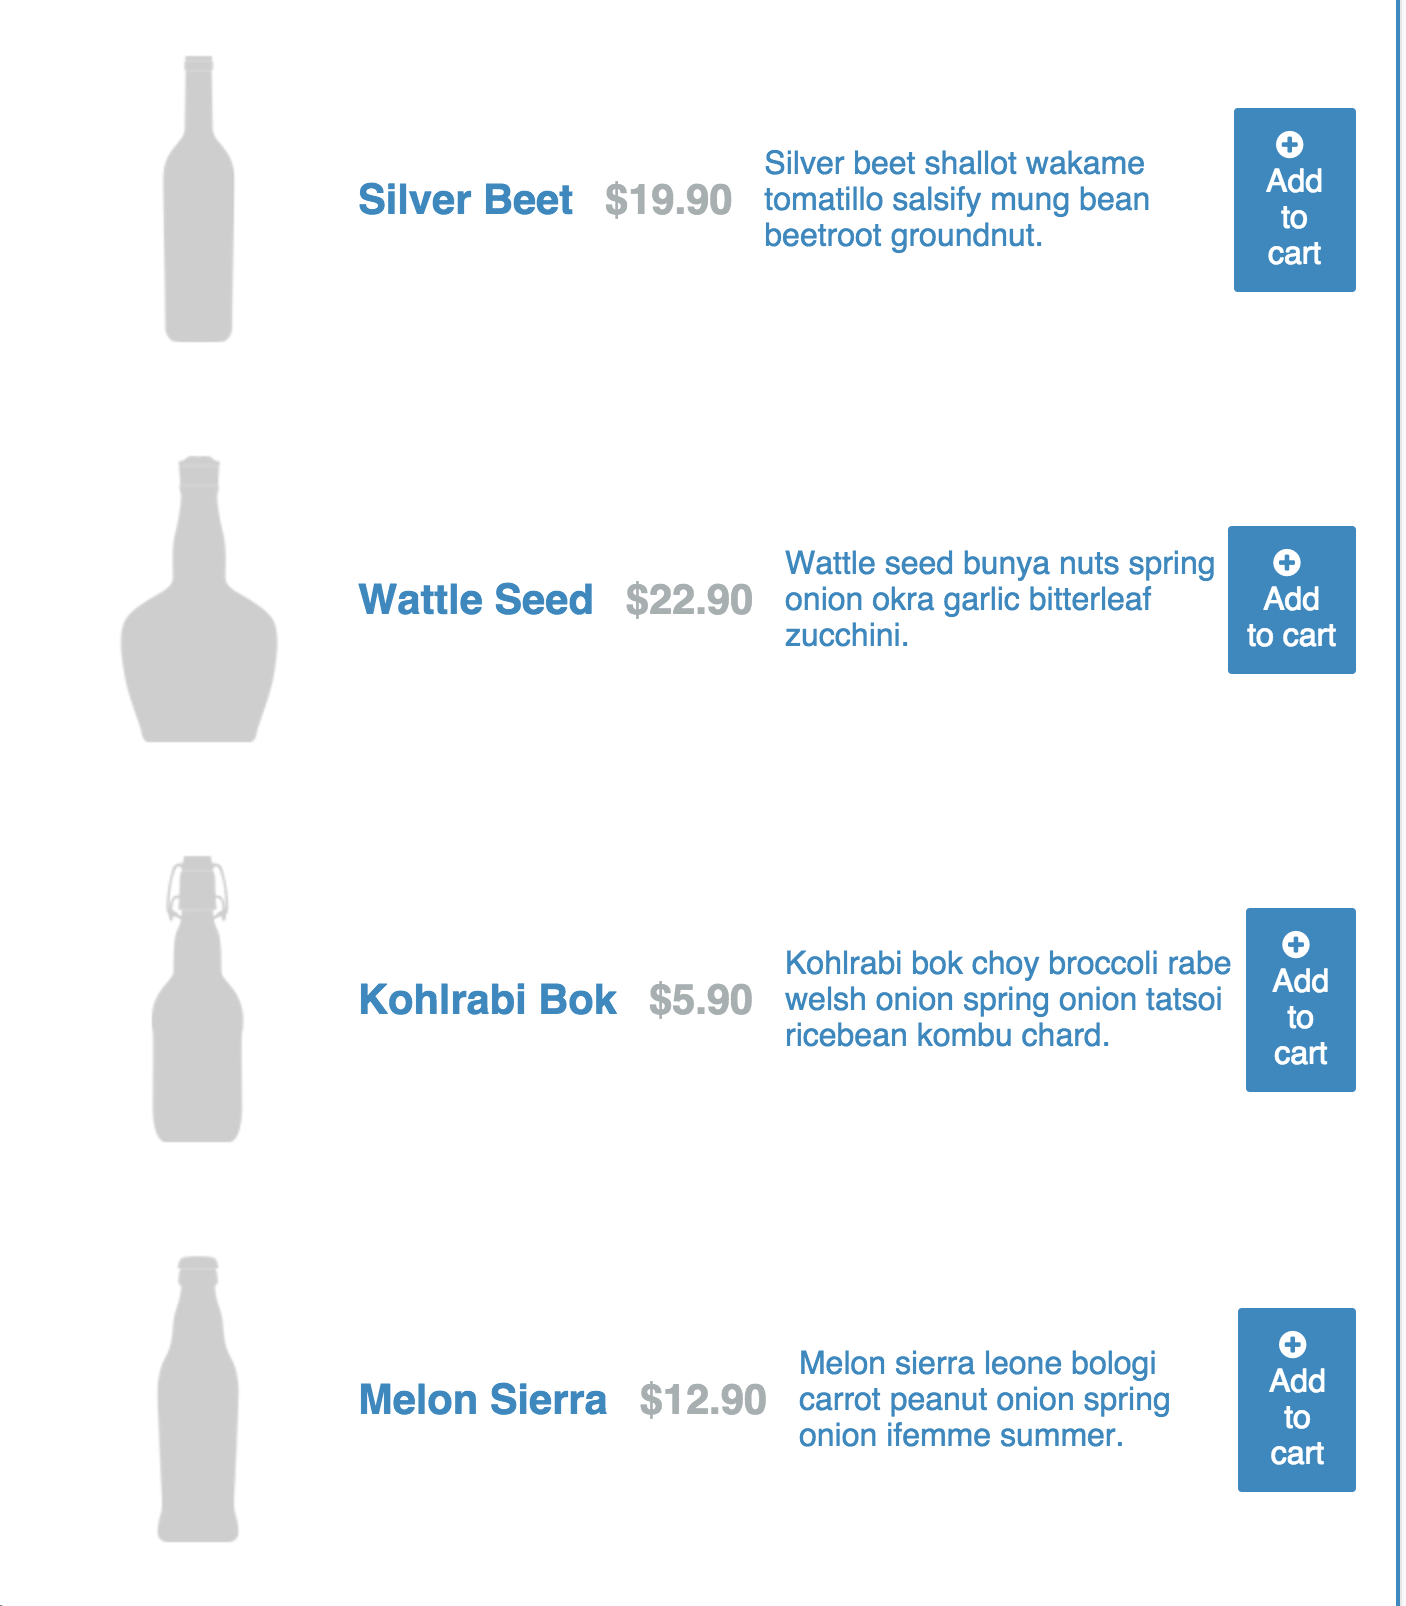 Silver Beet $19.90
Silver beet shallot wakame
tomatillo salsify mung bean
beetroot groundnut.
Add
to
cart
Wattle Seed $22.90
Wattle seed bunya nuts spring
onion okra garlic bitterleaf
zucchini.
Add
to cart
Kohlrabi Bok $5.90
Kohlrabi bok choy broccoli rabe
welsh onion spring onion tatsoi
ricebean kombu chard.
Add
to
cart
Melon Sierra $12.90
Melon sierra leone bologi
carrot peanut onion spring
onion ifemme summer.
Add
to
cart